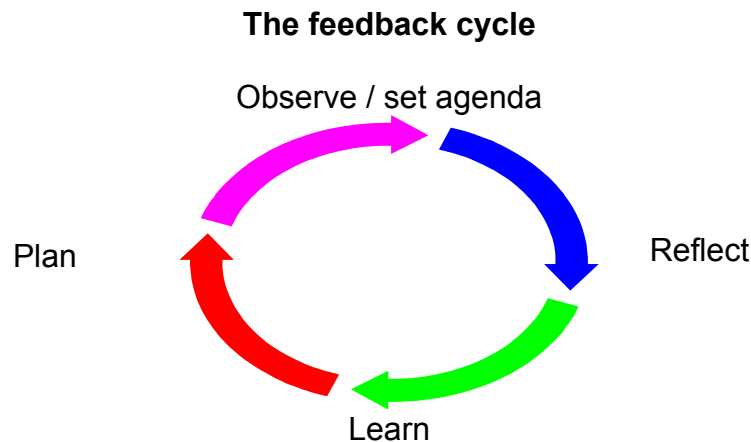 The feedback cycle
Observe / set agenda
Plan
Reflect
Learn